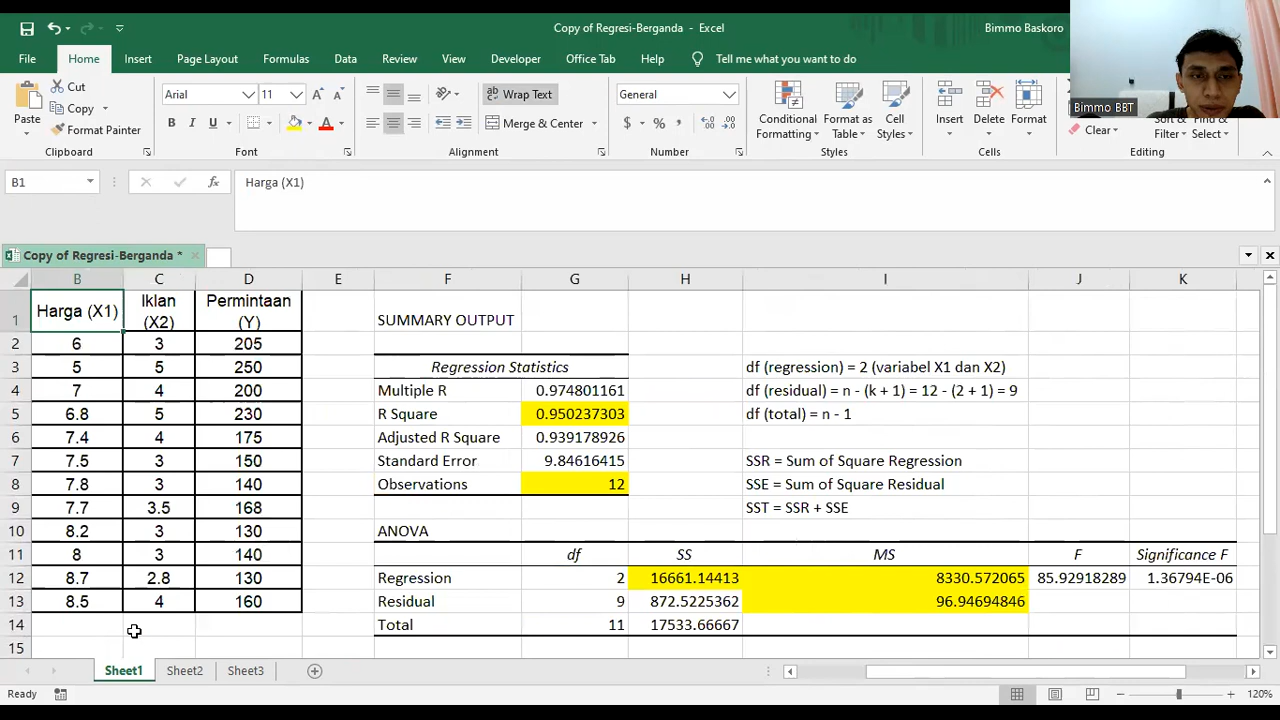 Copy of Regresi-Berganda - Excel
Bimmo Baskoro
File Home Insert Page Layout Formulas Data Review View Developer Office Tab Help Tell me what you want to do
Paste
Cut
Copy
Format Painter
Clipboard
Arial 11
B I U
Font
Wrap Text
Merge & Center
Alignment
General
$ % ,
Number
Conditional
Formatting
Format as
Table
Cell
Styles
Styles
Insert Delete Format
Cells
Clear
Sort &
Filter
Find &
Select
Editing
Bimmo BBT
B1 fx Harga (X1)
Copy of Regresi-Berganda *
B C D E F G H I J K
1 Harga (X1) Iklan (X2) Permintaan (Y) SUMMARY OUTPUT
2 6 3 205
3 5 5 250 Regression Statistics df (regression) = 2 (variabel X1 dan X2)
4 7 4 200 Multiple R 0.974801161 df (residual) = n - (k + 1) = 12 - (2 + 1) = 9
5 6.8 5 230 R Square 0.950237303 df (total) = n - 1
6 7.4 4 175 Adjusted R Square 0.939178926
7 7.5 3 150 Standard Error 9.84616415 SSR = Sum of Square Regression
8 7.8 3 140 Observations 12 SSE = Sum of Square Residual
9 7.7 3.5 168 SST = SSR + SSE
10 8.2 3 130 ANOVA
11 8 3 140 df SS MS F Significance F
12 8.7 2.8 130 Regression 2 16661.14413 8330.572065 85.92918289 1.36794E-06
13 8.5 4 160 Residual 9 872.5225362 96.94694846
14 Total 11 17533.66667
15
Sheet1 Sheet2 Sheet3
Ready 120%